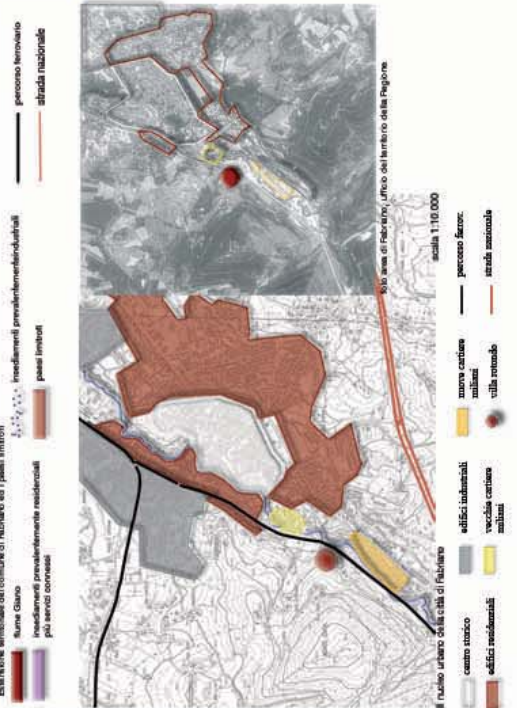 Estensione territoriale del comune di Fabriano ed i paesi limitrofi
fiume Giano
insediamenti prevalentemente residenziali
più servizi connessi
insediamenti prevalentemente industriali
paesi limitrofi
percorso ferroviario
strada nazionale
foto area di Fabriano, ufficio del territorio della Regione
scala 1:10.000
il nucleo urbano della città di Fabriano
centro storico
edifici residenziali
edifici industriali
vecchie cartiere
miliani
nuove cartiere
miliani
villa rotondo
percorso ferrov.
strada nazionale